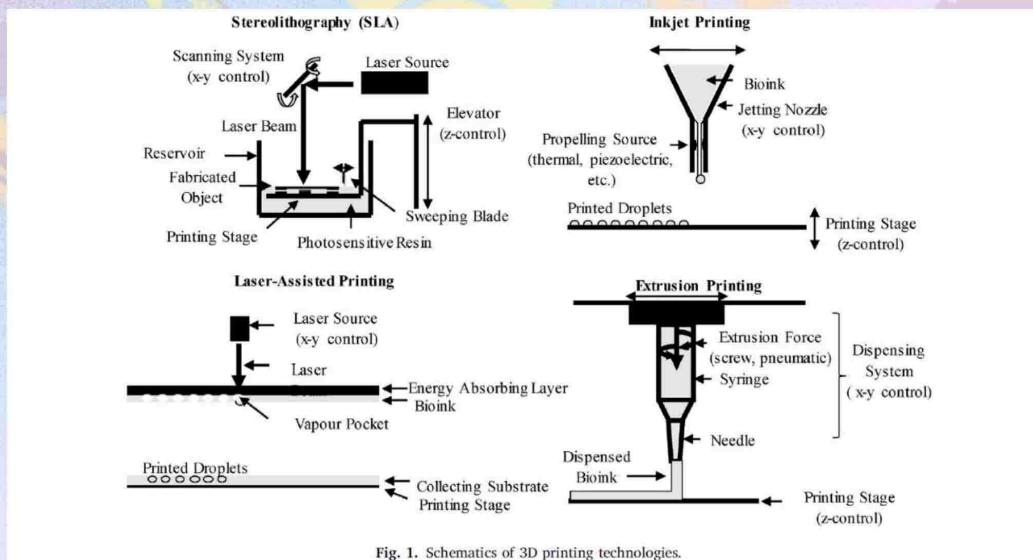 Stereolithography (SLA)
Scanning System
(x-y control)
Laser Source
Laser Beam
Elevator
(z-control)
Reservoir
Fabricated
Object
Sweeping Blade
Printing Stage
Photosensitive Resin
Inkjet Printing
Bioink
Jetting Nozzle
(x-y control)
Propelling Source
(thermal, piezoelectric,
etc.)
Printed Droplets
Printing Stage
(z-control)
Laser-Assisted Printing
Laser Source
(x-y control)
Laser
Energy Absorbing Layer
Bioink
Vapour Pocket
Printed Droplets
Collecting Substrate
Printing Stage
Extrusion Printing
Extrusion Force
(screw, pneumatic)
Syringe
Dispensing
System
( x-y control)
Needle
Dispensed
Bioink
Printing Stage
(z-control)
Fig. 1. Schematics of 3D printing technologies.